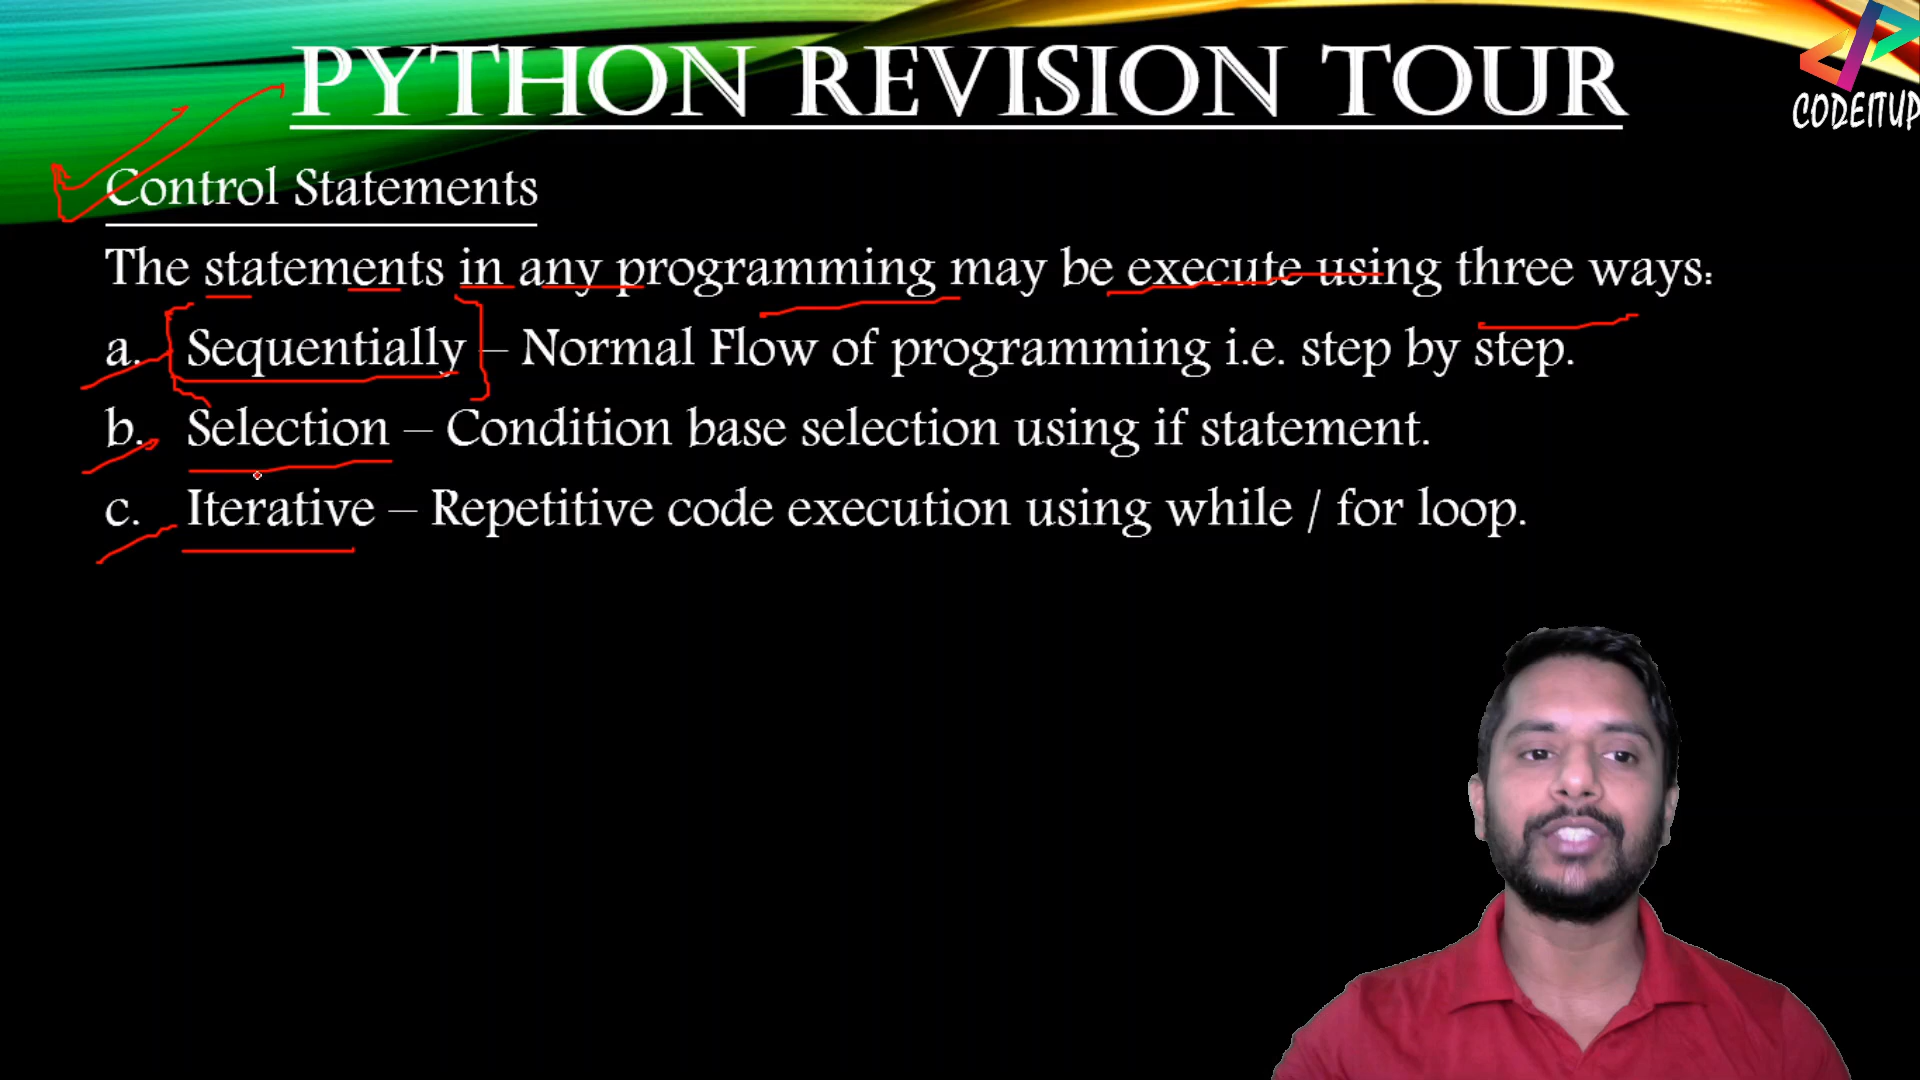 PYTHON REVISION TOUR
CODEITUP
Control Statements
The statements in any programming may be execute using three ways:
a. Sequentially – Normal Flow of programming i.e. step by step.
b. Selection – Condition base selection using if statement.
c. Iterative – Repetitive code execution using while / for loop.